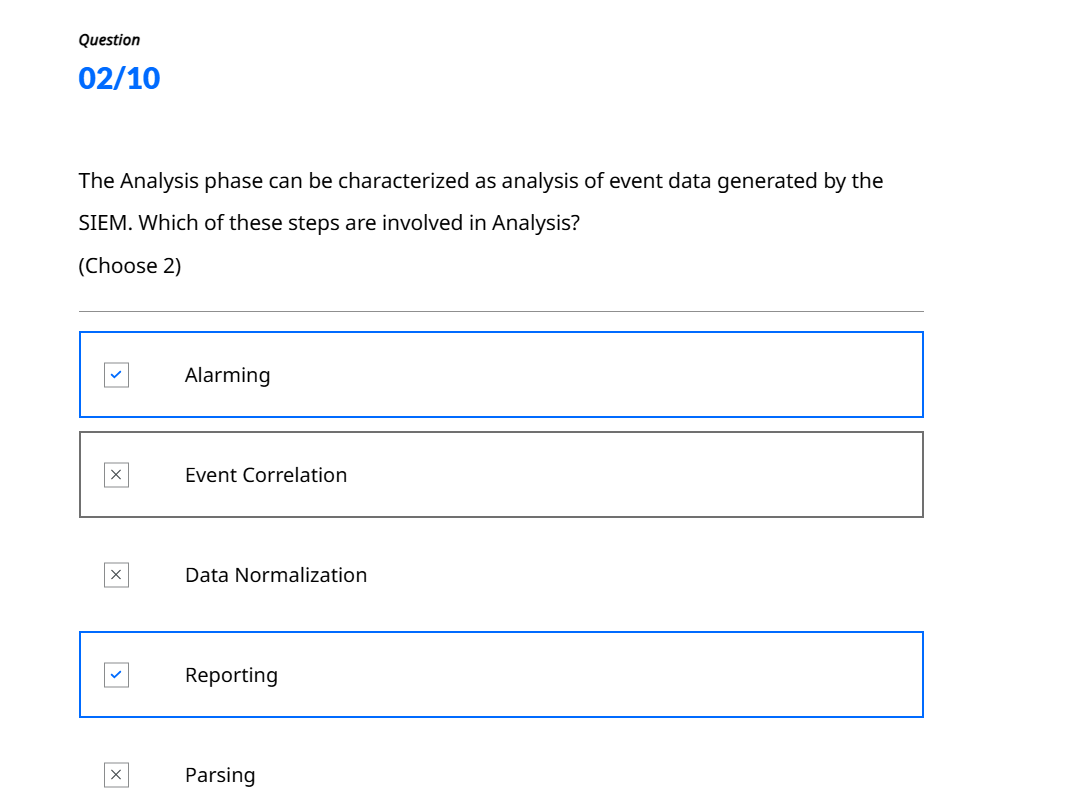 Question
02/10
The Analysis phase can be characterized as analysis of event data generated by the
SIEM. Which of these steps are involved in Analysis?
(Choose 2)
Alarming
Event Correlation
Data Normalization
Reporting
Parsing